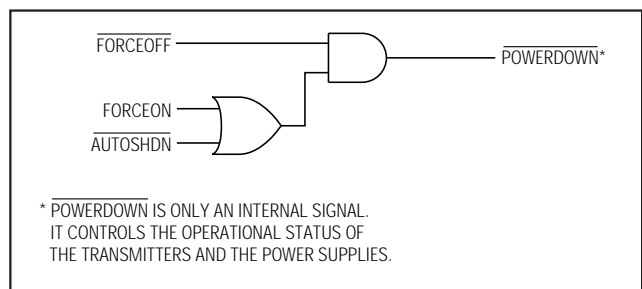 FORCEOFF
POWERDOWN*
FORCEON
AUTOSHDN
* POWERDOWN IS ONLY AN INTERNAL SIGNAL.
IT CONTROLS THE OPERATIONAL STATUS OF
THE TRANSMITTERS AND THE POWER SUPPLIES.